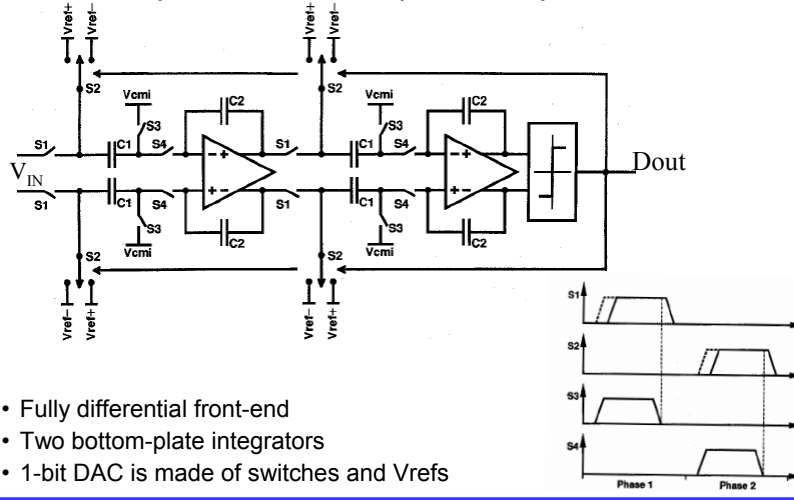 Vref+
Vref–
Vref+
Vref–
S2
S2
Vcmi
C2
Vcmi
C2
S1
C1
S3
S4
S1
C1
S3
S4
VIN
Dout
S1
C1
S4
S1
C1
S4
S3
C2
S3
C2
Vcmi
Vcmi
S2
S2
Vref–
Vref+
Vref–
Vref+
S1
S2
S3
S4
Phase 1
Phase 2
• Fully differential front-end
• Two bottom-plate integrators
• 1-bit DAC is made of switches and Vrefs